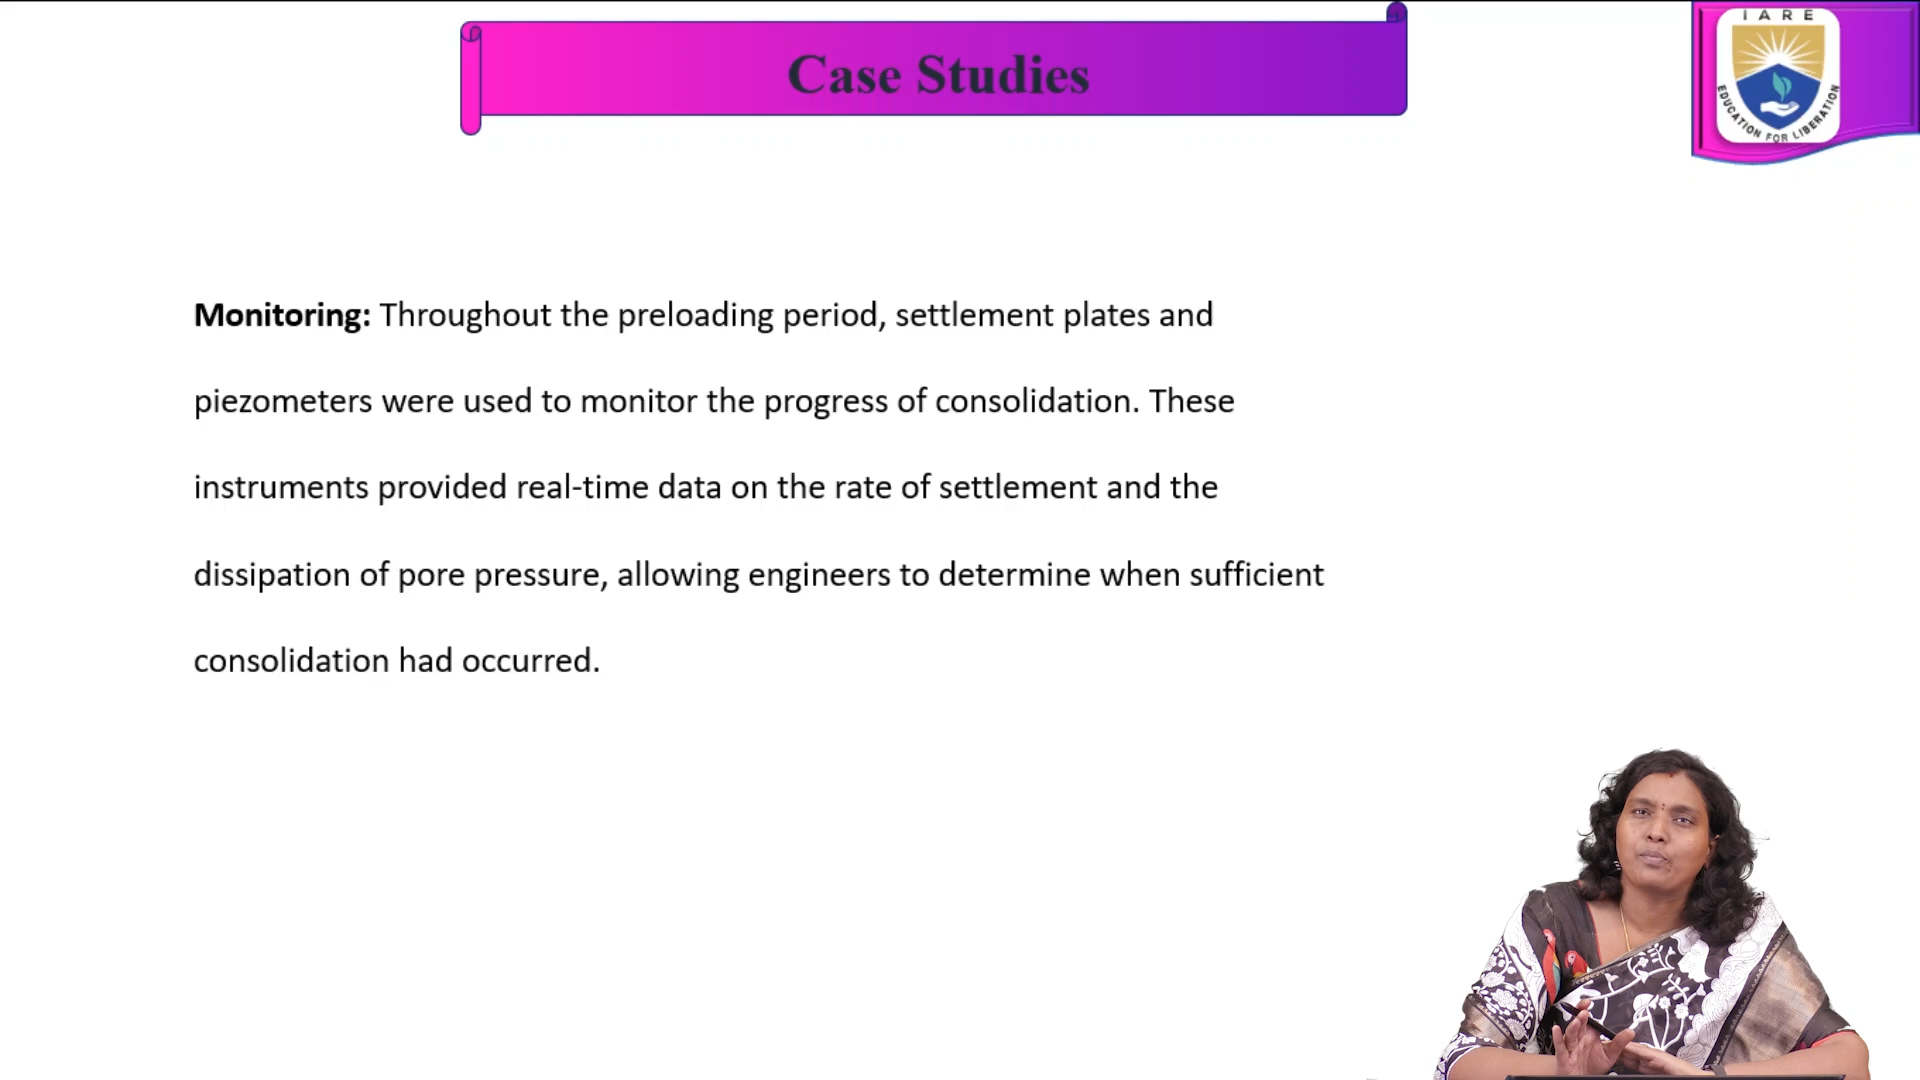 Case Studies
IARE
EDUCATION FOR LIBERATION
Monitoring: Throughout the preloading period, settlement plates and
piezometers were used to monitor the progress of consolidation. These
instruments provided real-time data on the rate of settlement and the
dissipation of pore pressure, allowing engineers to determine when sufficient
consolidation had occurred.